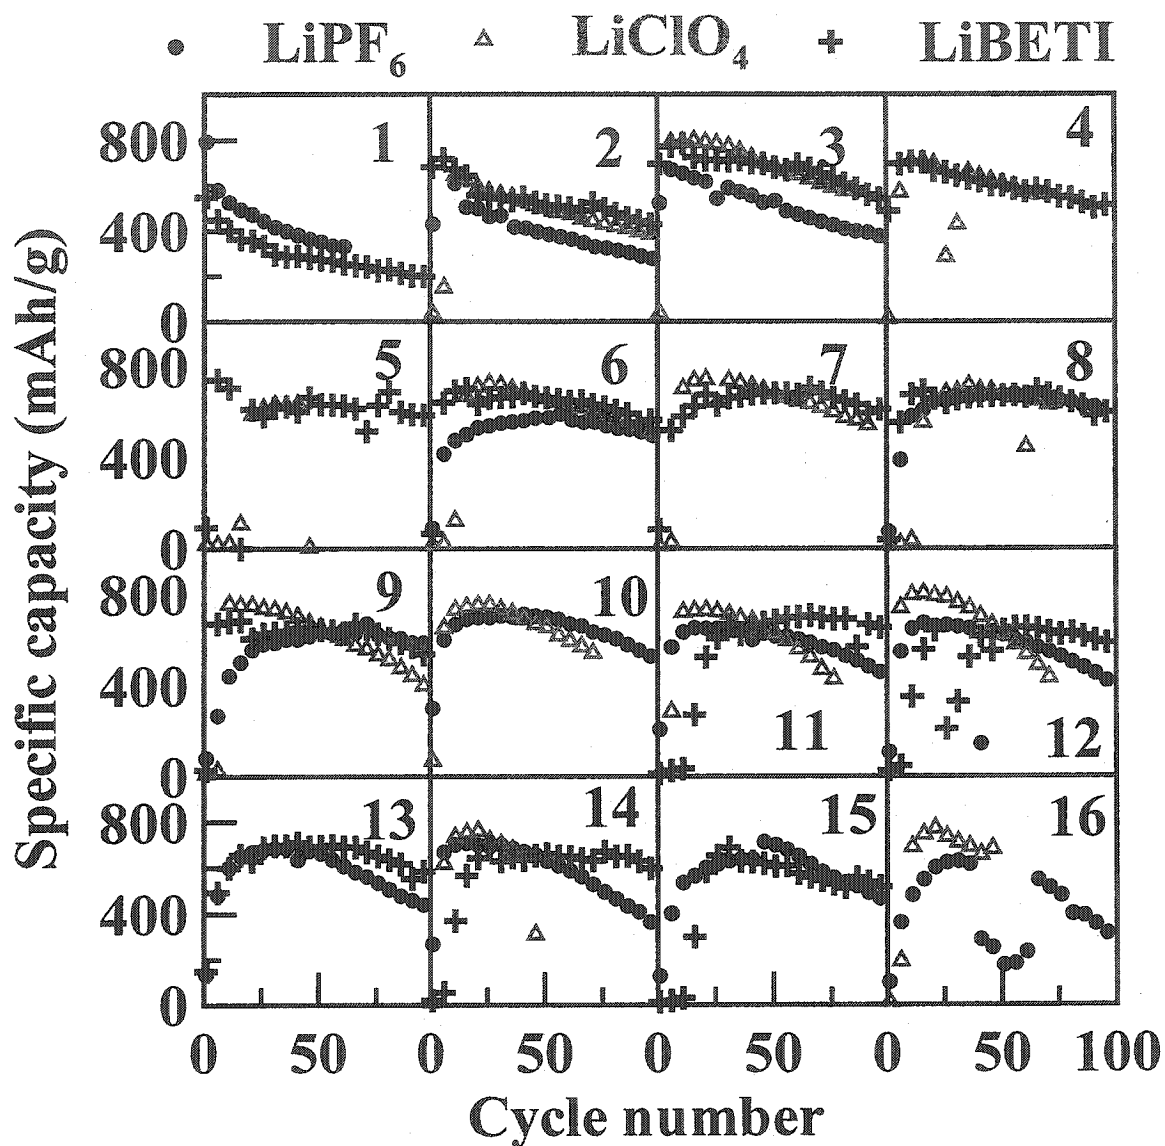 LiPF6 LiClO4 LiBETI
800 1 2 3 4
400
0
800 5 6 7 8
400
0
800 9 10
400 11 12
0
800 13 14 15 16
400
0
0 50 0 50 0 50 0 50 100
Cycle number
Specific capacity (mAh/g)